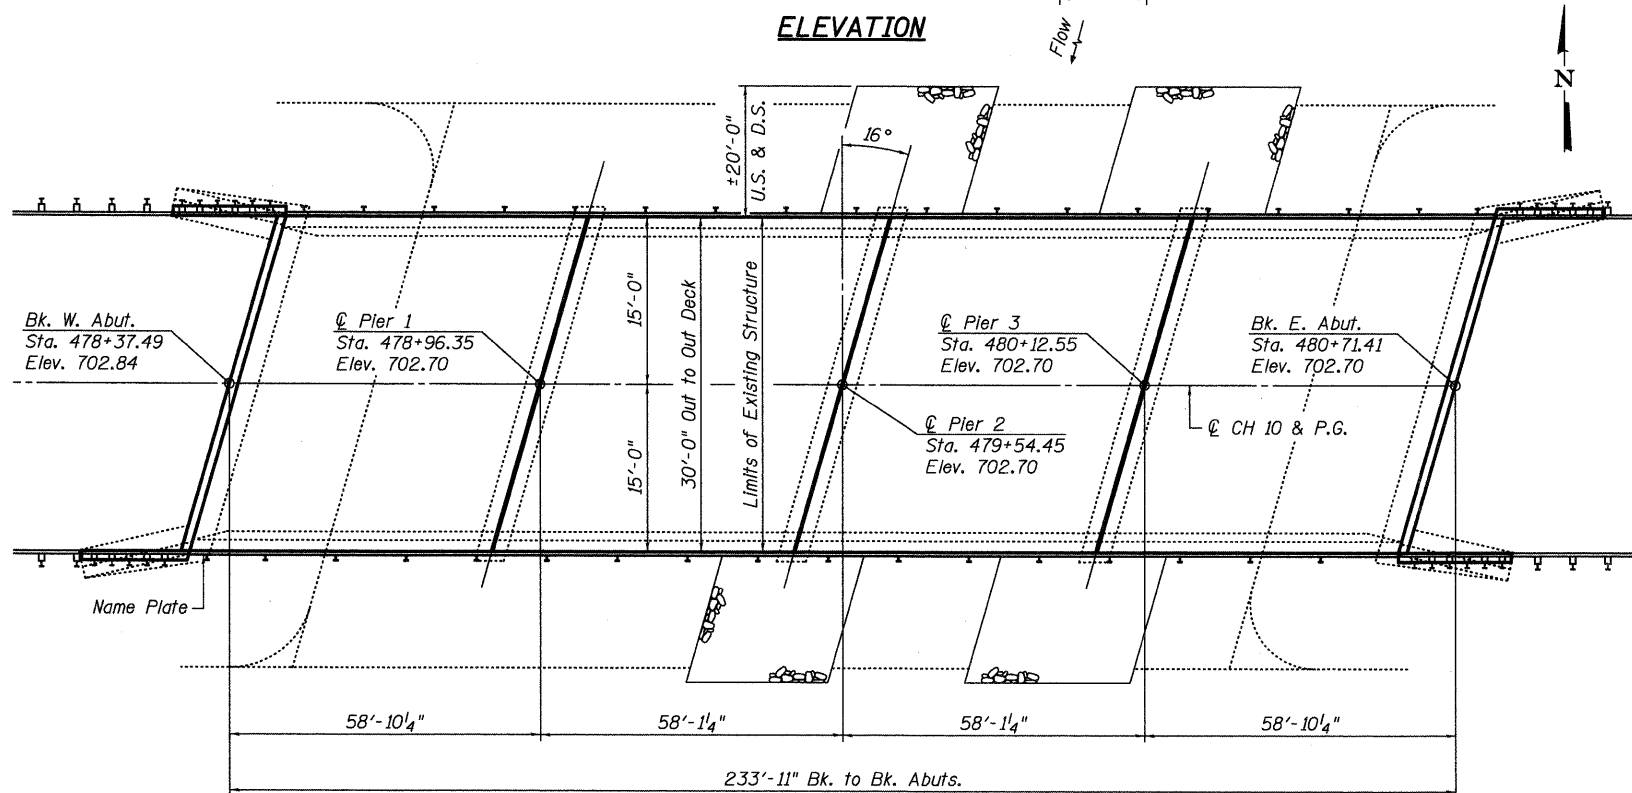 ELEVATION
Flow
N
±20'-0"
U.S. & D.S.
16°
Bk. W. Abut.
Sta. 478+37.49
Elev. 702.84
℄ Pier 1
Sta. 478+96.35
Elev. 702.70
15'-0"
15'-0"
30'-0" Out to Out Deck
Limits of Existing Structure
℄ Pier 3
Sta. 480+12.55
Elev. 702.70
Bk. E. Abut.
Sta. 480+71.41
Elev. 702.70
℄ Pier 2
Sta. 479+54.45
Elev. 702.70
℄ CH 10 & P.G.
Name Plate
58'-10¼"
58'-1¼"
58'-1¼"
58'-10¼"
233'-11" Bk. to Bk. Abuts.